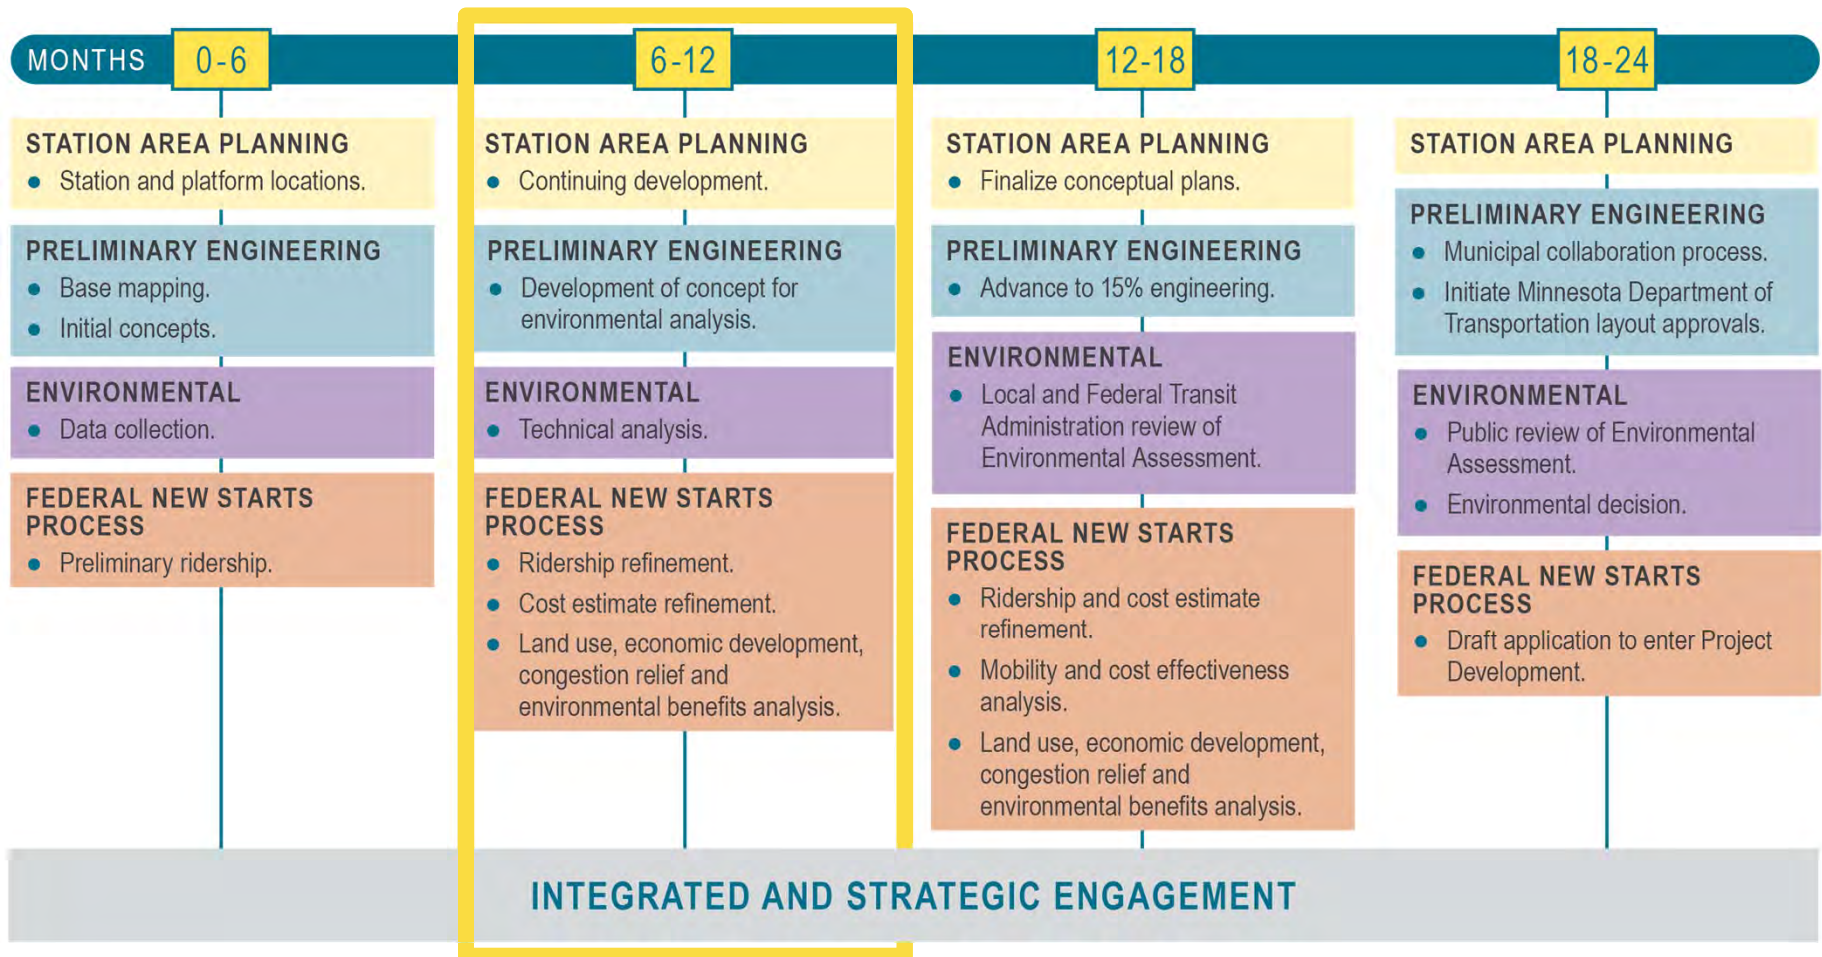 MONTHS 0-6 6-12 12-18 18-24
STATION AREA PLANNING
Station and platform locations.
PRELIMINARY ENGINEERING
Base mapping.
Initial concepts.
ENVIRONMENTAL
Data collection.
FEDERAL NEW STARTS
PROCESS
Preliminary ridership.
STATION AREA PLANNING
Continuing development.
PRELIMINARY ENGINEERING
Development of concept for
environmental analysis.
ENVIRONMENTAL
Technical analysis.
FEDERAL NEW STARTS
PROCESS
Ridership refinement.
Cost estimate refinement.
Land use, economic development,
congestion relief and
environmental benefits analysis.
STATION AREA PLANNING
Finalize conceptual plans.
PRELIMINARY ENGINEERING
Advance to 15% engineering.
ENVIRONMENTAL
Local and Federal Transit
Administration review of
Environmental Assessment.
FEDERAL NEW STARTS
PROCESS
Ridership and cost estimate
refinement.
Mobility and cost effectiveness
analysis.
Land use, economic development,
congestion relief and
environmental benefits analysis.
STATION AREA PLANNING
PRELIMINARY ENGINEERING
Municipal collaboration process.
Initiate Minnesota Department of
Transportation layout approvals.
ENVIRONMENTAL
Public review of Environmental
Assessment.
Environmental decision.
FEDERAL NEW STARTS
PROCESS
Draft application to enter Project
Development.
INTEGRATED AND STRATEGIC ENGAGEMENT